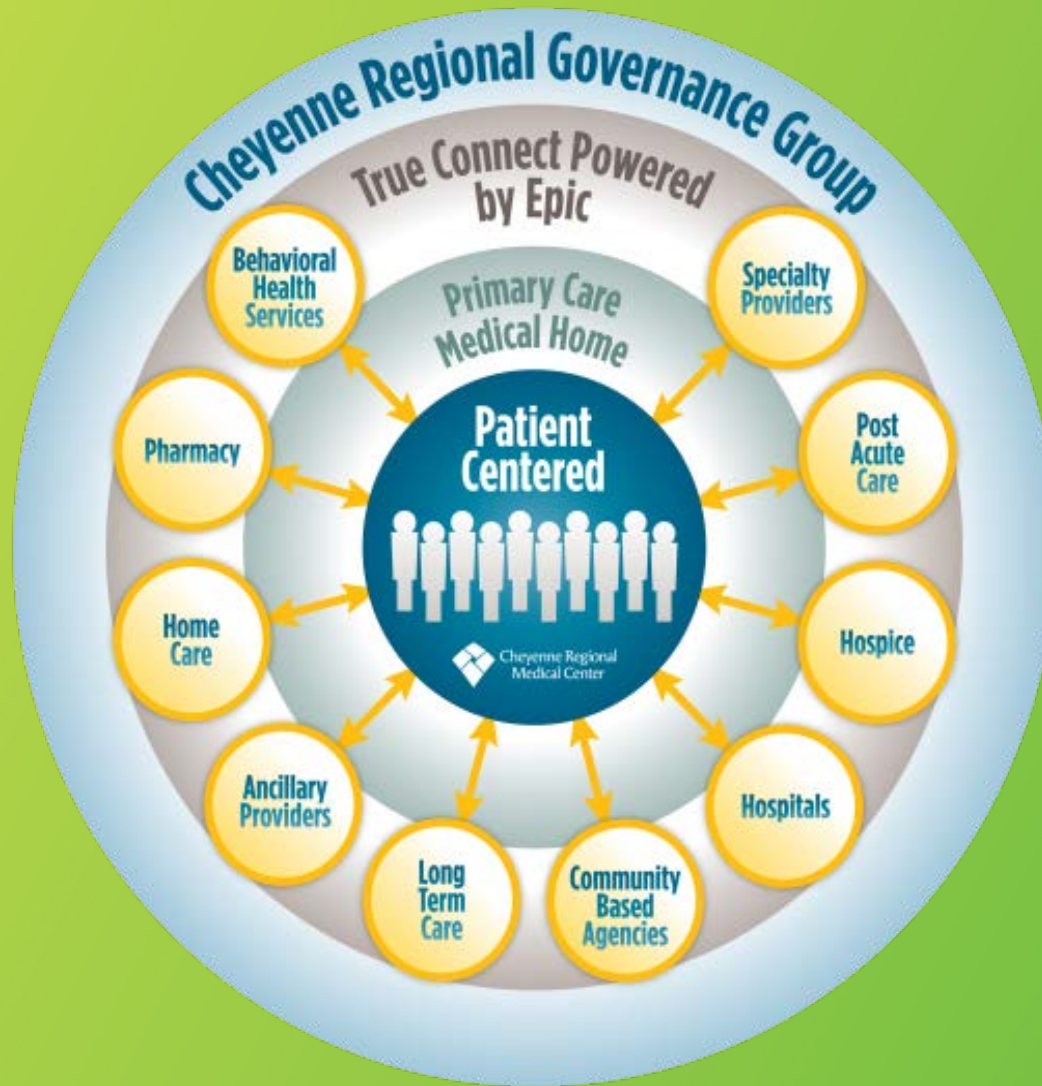 Cheyenne Regional Governance Group
True Connect Powered
by Epic
Primary Care
Medical Home
Patient
Centered
Cheyenne Regional
Medical Center
Behavioral
Health
Services
Specialty
Providers
Pharmacy
Post
Acute
Care
Home
Care
Hospice
Ancillary
Providers
Hospitals
Long
Term
Care
Community
Based
Agencies